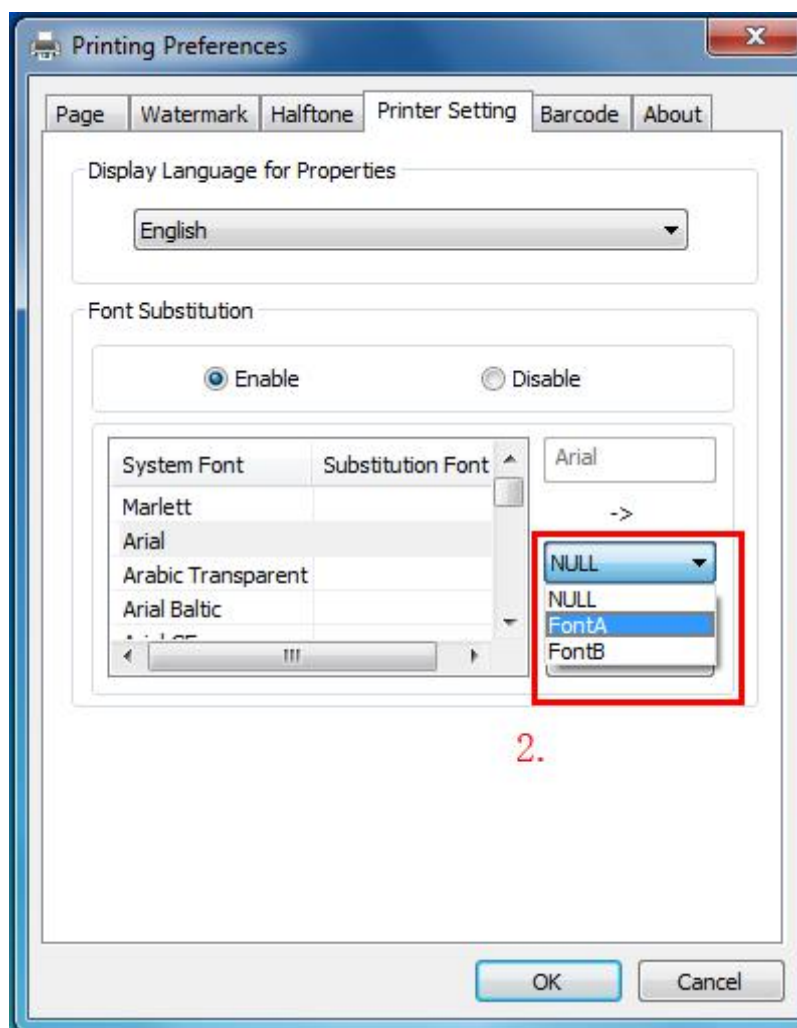 Printing Preferences
Page Watermark Halftone Printer Setting Barcode About
Display Language for Properties
English
Font Substitution
Enable Disable
System Font Substitution Font
Marlett
Arial
Arabic Transparent
Arial Baltic
Arial
->
NULL
NULL
FontA
FontB
2.
OK Cancel